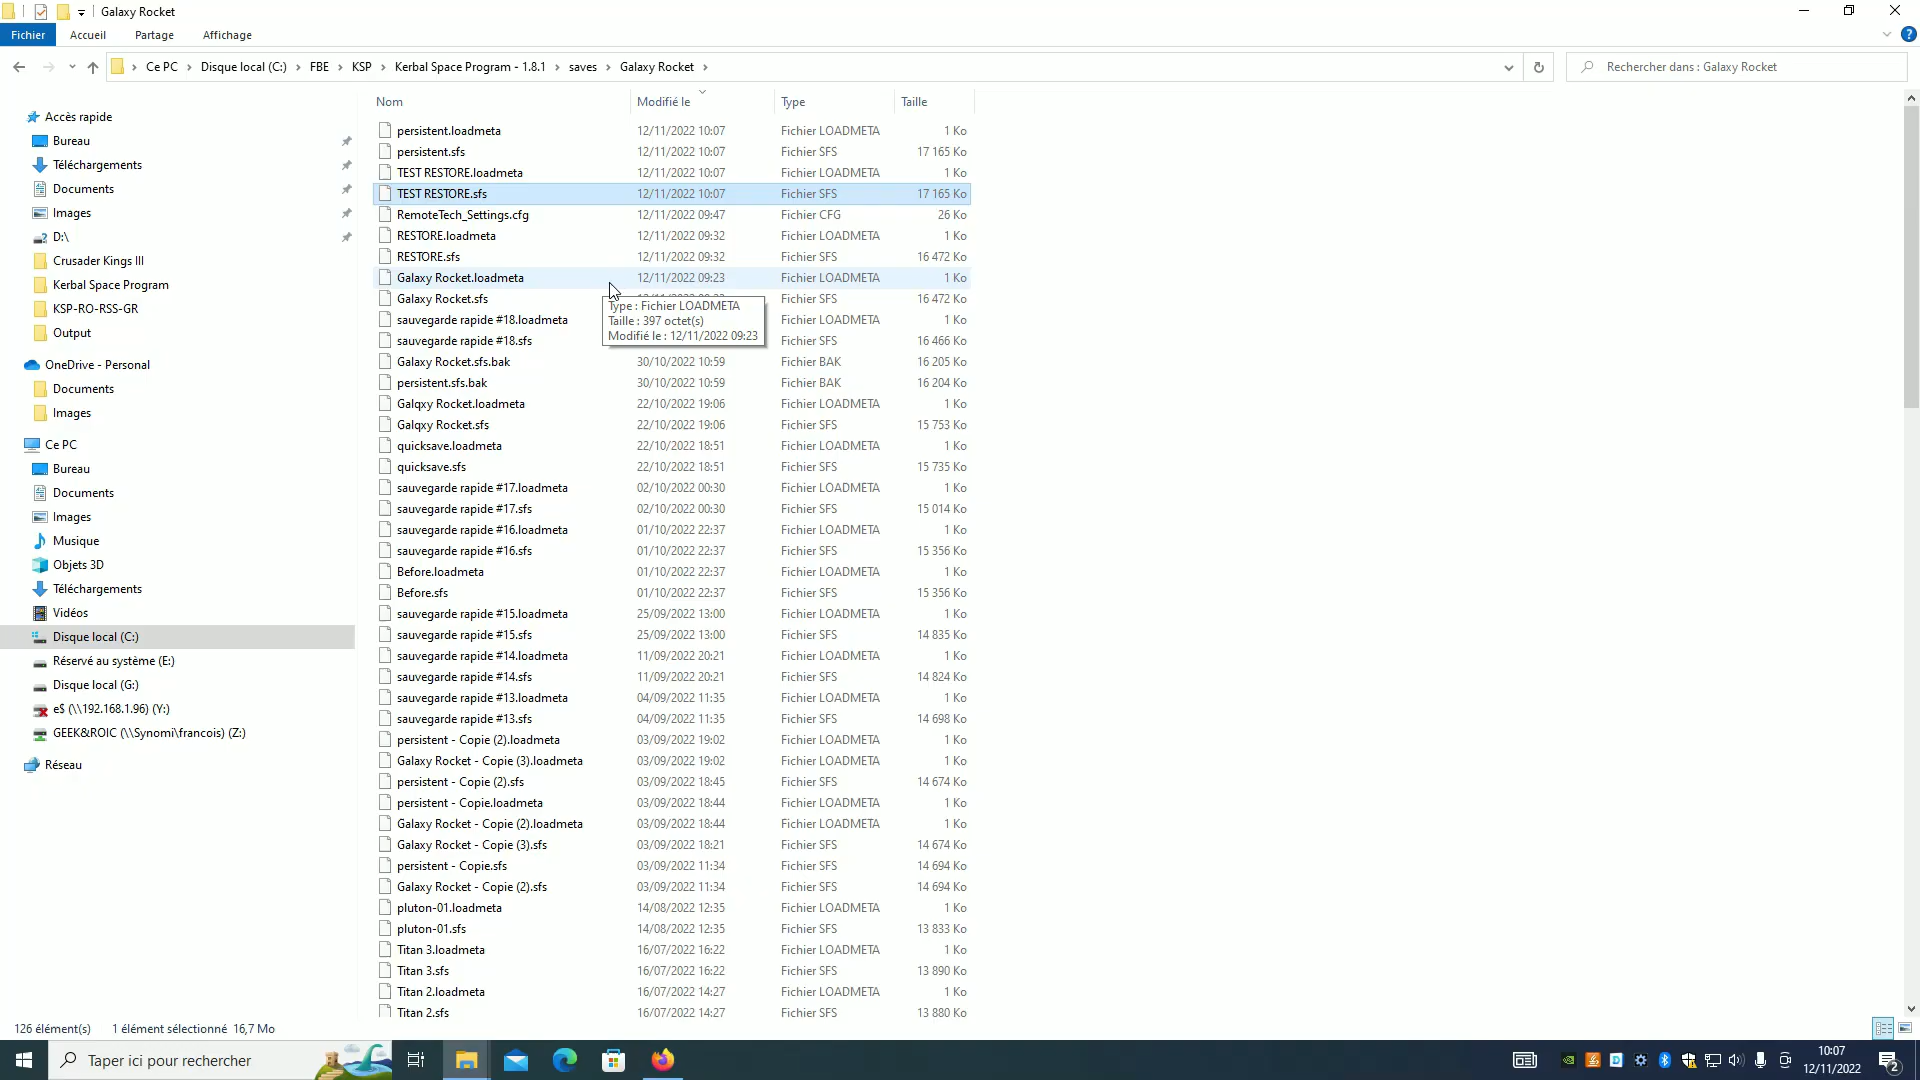 Galaxy Rocket
Fichier Accueil Partage Affichage
Ce PC Disque local (C:) FBE KSP Kerbal Space Program - 1.8.1 saves Galaxy Rocket
Rechercher dans : Galaxy Rocket
Accès rapide
Bureau
Téléchargements
Documents
Images
D:\
Crusader Kings III
Kerbal Space Program
KSP-RO-RSS-GR
Output
OneDrive - Personal
Documents
Images
Ce PC
Bureau
Documents
Images
Musique
Objets 3D
Téléchargements
Vidéos
Disque local (C:)
Réservé au système (E:)
Disque local (G:)
e$ (\\192.168.1.96) (Y:)
GEEK&ROIC (\\Synomi\francois) (Z:)
Réseau
Nom Modifié le Type Taille
persistent.loadmeta 12/11/2022 10:07 Fichier LOADMETA 1 Ko
persistent.sfs 12/11/2022 10:07 Fichier SFS 17 165 Ko
TEST RESTORE.loadmeta 12/11/2022 10:07 Fichier LOADMETA 1 Ko
TEST RESTORE.sfs 12/11/2022 10:07 Fichier SFS 17 165 Ko
RemoteTech_Settings.cfg 12/11/2022 09:47 Fichier CFG 26 Ko
RESTORE.loadmeta 12/11/2022 09:32 Fichier LOADMETA 1 Ko
RESTORE.sfs 12/11/2022 09:32 Fichier SFS 16 472 Ko
Galaxy Rocket.loadmeta 12/11/2022 09:23 Fichier LOADMETA 1 Ko
Galaxy Rocket.sfs Fichier SFS 16 472 Ko
Type : Fichier LOADMETA
Taille : 397 octet(s)
Modifié le : 12/11/2022 09:23
sauvegarde rapide #18.loadmeta Fichier LOADMETA 1 Ko
sauvegarde rapide #18.sfs Fichier SFS 16 466 Ko
Galaxy Rocket.sfs.bak 30/10/2022 10:59 Fichier BAK 16 205 Ko
persistent.sfs.bak 30/10/2022 10:59 Fichier BAK 16 204 Ko
Galqxy Rocket.loadmeta 22/10/2022 19:06 Fichier LOADMETA 1 Ko
Galqxy Rocket.sfs 22/10/2022 19:06 Fichier SFS 15 753 Ko
quicksave.loadmeta 22/10/2022 18:51 Fichier LOADMETA 1 Ko
quicksave.sfs 22/10/2022 18:51 Fichier SFS 15 735 Ko
sauvegarde rapide #17.loadmeta 02/10/2022 00:30 Fichier LOADMETA 1 Ko
sauvegarde rapide #17.sfs 02/10/2022 00:30 Fichier SFS 15 014 Ko
sauvegarde rapide #16.loadmeta 01/10/2022 22:37 Fichier LOADMETA 1 Ko
sauvegarde rapide #16.sfs 01/10/2022 22:37 Fichier SFS 15 356 Ko
Before.loadmeta 01/10/2022 22:37 Fichier LOADMETA 1 Ko
Before.sfs 01/10/2022 22:37 Fichier SFS 15 356 Ko
sauvegarde rapide #15.loadmeta 25/09/2022 13:00 Fichier LOADMETA 1 Ko
sauvegarde rapide #15.sfs 25/09/2022 13:00 Fichier SFS 14 835 Ko
sauvegarde rapide #14.loadmeta 11/09/2022 20:21 Fichier LOADMETA 1 Ko
sauvegarde rapide #14.sfs 11/09/2022 20:21 Fichier SFS 14 824 Ko
sauvegarde rapide #13.loadmeta 04/09/2022 11:35 Fichier LOADMETA 1 Ko
sauvegarde rapide #13.sfs 04/09/2022 11:35 Fichier SFS 14 698 Ko
persistent - Copie (2).loadmeta 03/09/2022 19:02 Fichier LOADMETA 1 Ko
Galaxy Rocket - Copie (3).loadmeta 03/09/2022 19:02 Fichier LOADMETA 1 Ko
persistent - Copie (2).sfs 03/09/2022 18:45 Fichier SFS 14 674 Ko
persistent - Copie.loadmeta 03/09/2022 18:44 Fichier LOADMETA 1 Ko
Galaxy Rocket - Copie (2).loadmeta 03/09/2022 18:44 Fichier LOADMETA 1 Ko
Galaxy Rocket - Copie (3).sfs 03/09/2022 18:21 Fichier SFS 14 674 Ko
persistent - Copie.sfs 03/09/2022 11:34 Fichier SFS 14 694 Ko
Galaxy Rocket - Copie (2).sfs 03/09/2022 11:34 Fichier SFS 14 694 Ko
pluton-01.loadmeta 14/08/2022 12:35 Fichier LOADMETA 1 Ko
pluton-01.sfs 14/08/2022 12:35 Fichier SFS 13 833 Ko
Titan 3.loadmeta 16/07/2022 16:22 Fichier LOADMETA 1 Ko
Titan 3.sfs 16/07/2022 16:22 Fichier SFS 13 890 Ko
Titan 2.loadmeta 16/07/2022 14:27 Fichier LOADMETA 1 Ko
Titan 2.sfs 16/07/2022 14:27 Fichier SFS 13 880 Ko
126 élément(s) 1 élément sélectionné 16,7 Mo
Taper ici pour rechercher
10:07
12/11/2022
2